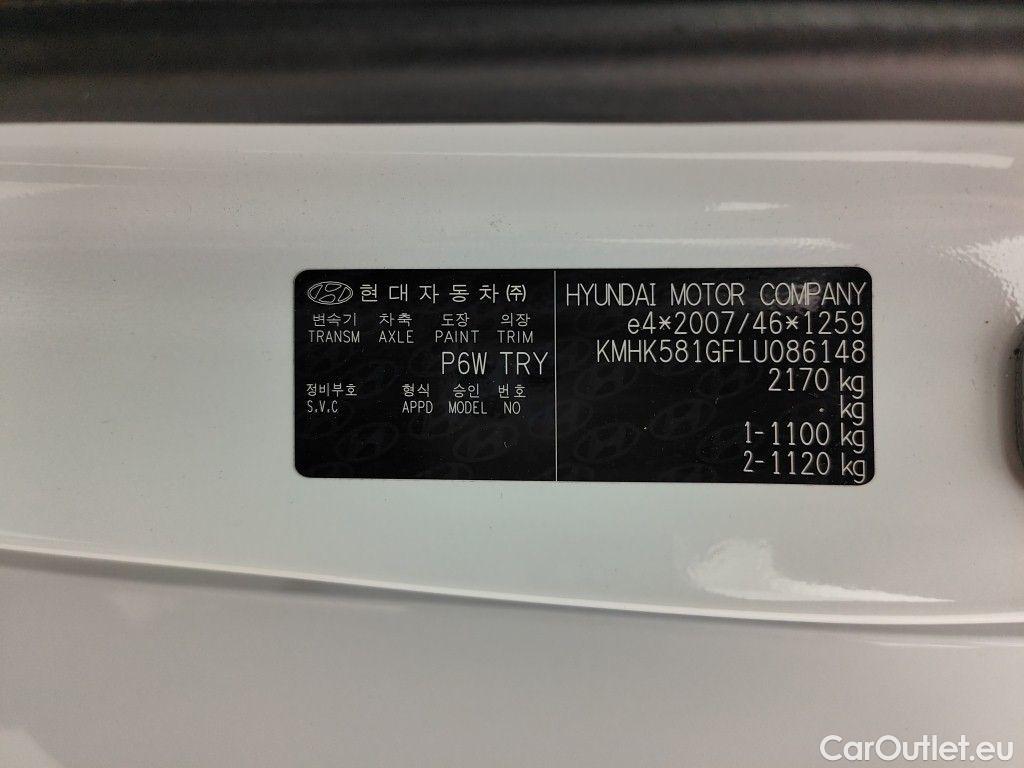 현대자동차(주)
변속기 차축 도장 의장
TRANSM AXLE PAINT TRIM
P6W TRY
정비부호 형식 승인 번호
S.V.C APPD MODEL NO
HYUNDAI MOTOR COMPANY
e4*2007/46*1259
KMHK581GFLU086148
2170 kg
kg
1-1100 kg
2-1120 kg
CarOutlet.eu